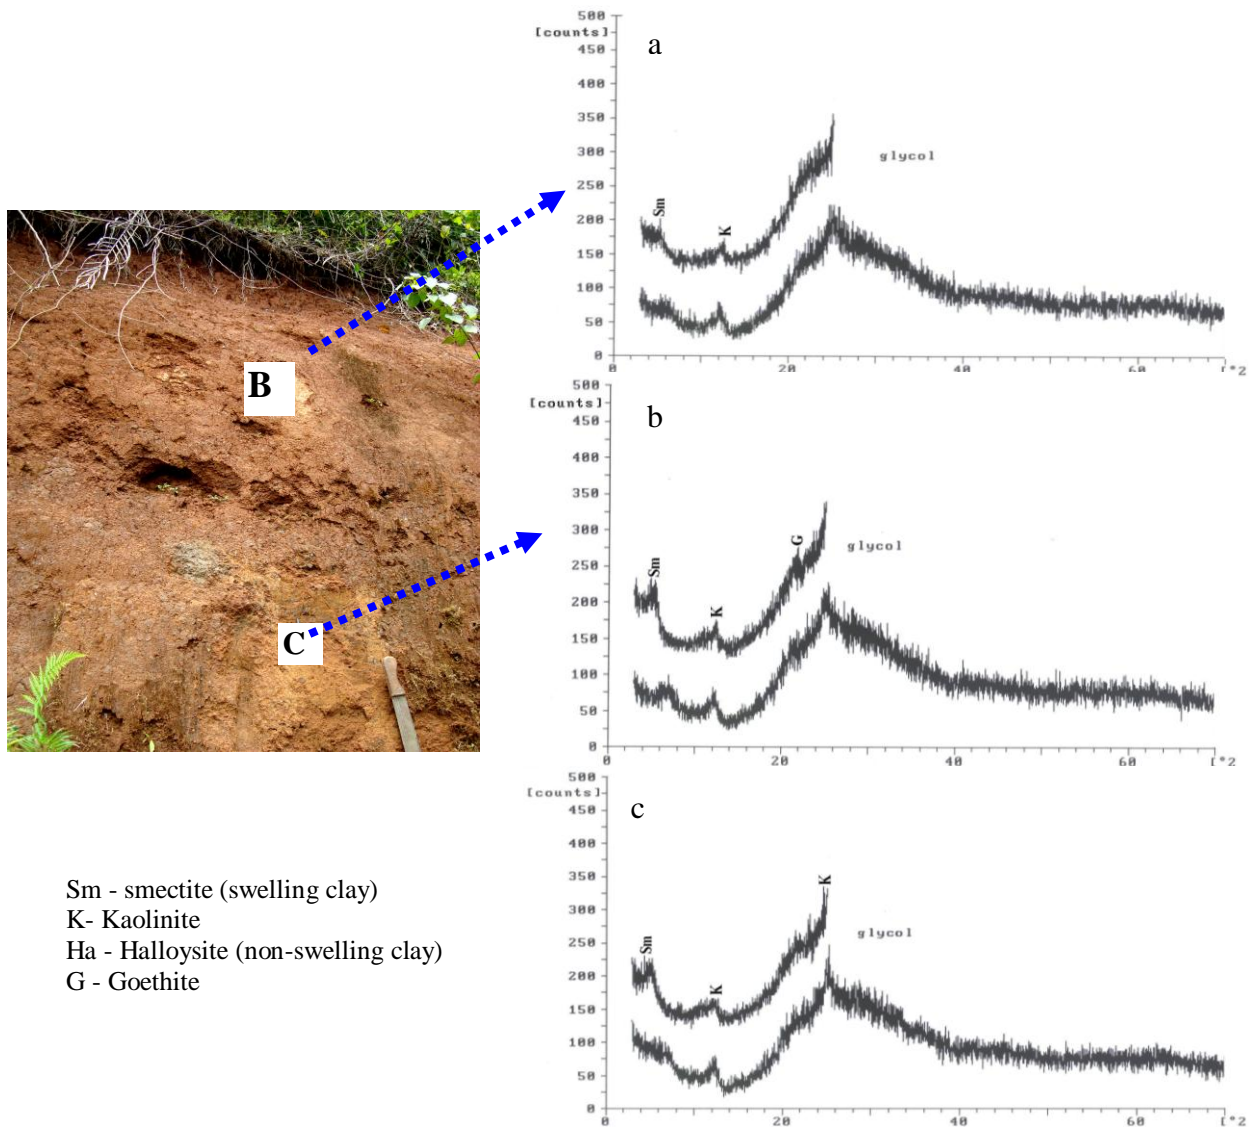 B
C
Sm - smectite (swelling clay)
K- Kaolinite
Ha - Halloysite (non-swelling clay)
G - Goethite
a
500
[counts]
450
400
350
300
250
200
150
100
50
0
Sm
K
glycol
20
40
60
[°2
b
500
[counts]
450
400
350
300
250
200
150
100
50
0
Sm
K
G
glycol
0
20
40
60
[°2
c
500
[counts]
450
400
350
300
250
200
150
100
50
0
Sm
K
K
glycol
0
20
40
60
[°2